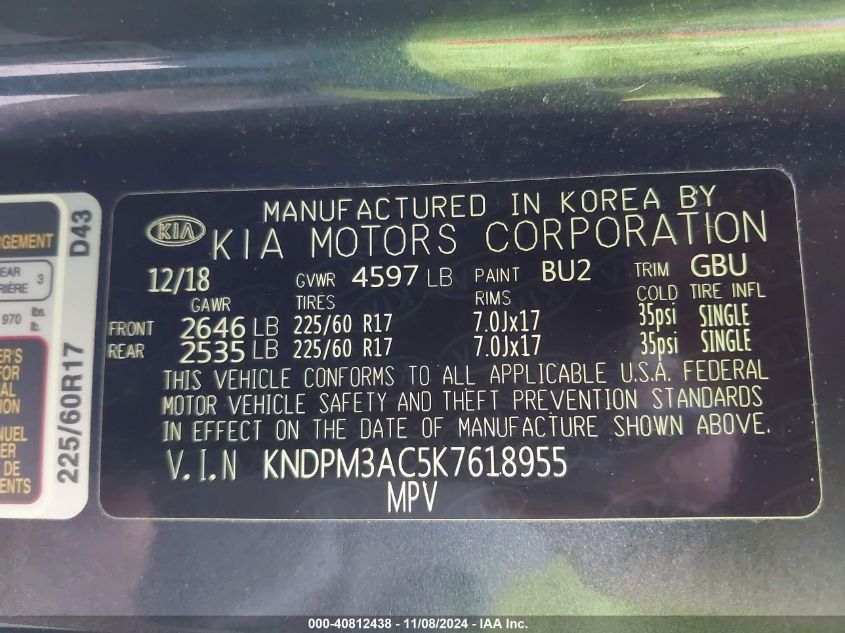 MANUFACTURED IN KOREA BY
KIA KIA MOTORS CORPORATION
12/18 GVWR 4597 LB PAINT BU2 TRIM GBU
GAWR TIRES RIMS COLD TIRE INFL
FRONT 2646 LB 225/60 R17 7.0Jx17 35psi SINGLE
REAR 2535 LB 225/60 R17 7.0Jx17 35psi SINGLE
THIS VEHICLE CONFORMS TO ALL APPLICABLE U.S.A. FEDERAL
MOTOR VEHICLE SAFETY AND THEFT PREVENTION STANDARDS
IN EFFECT ON THE DATE OF MANUFACTURE SHOWN ABOVE.
V.I.N KNDPM3AC5K7618955
MPV
225/60R17 D43
3
970 lbs.
lb.
000-40812438 - 11/08/2024 - IAA Inc.